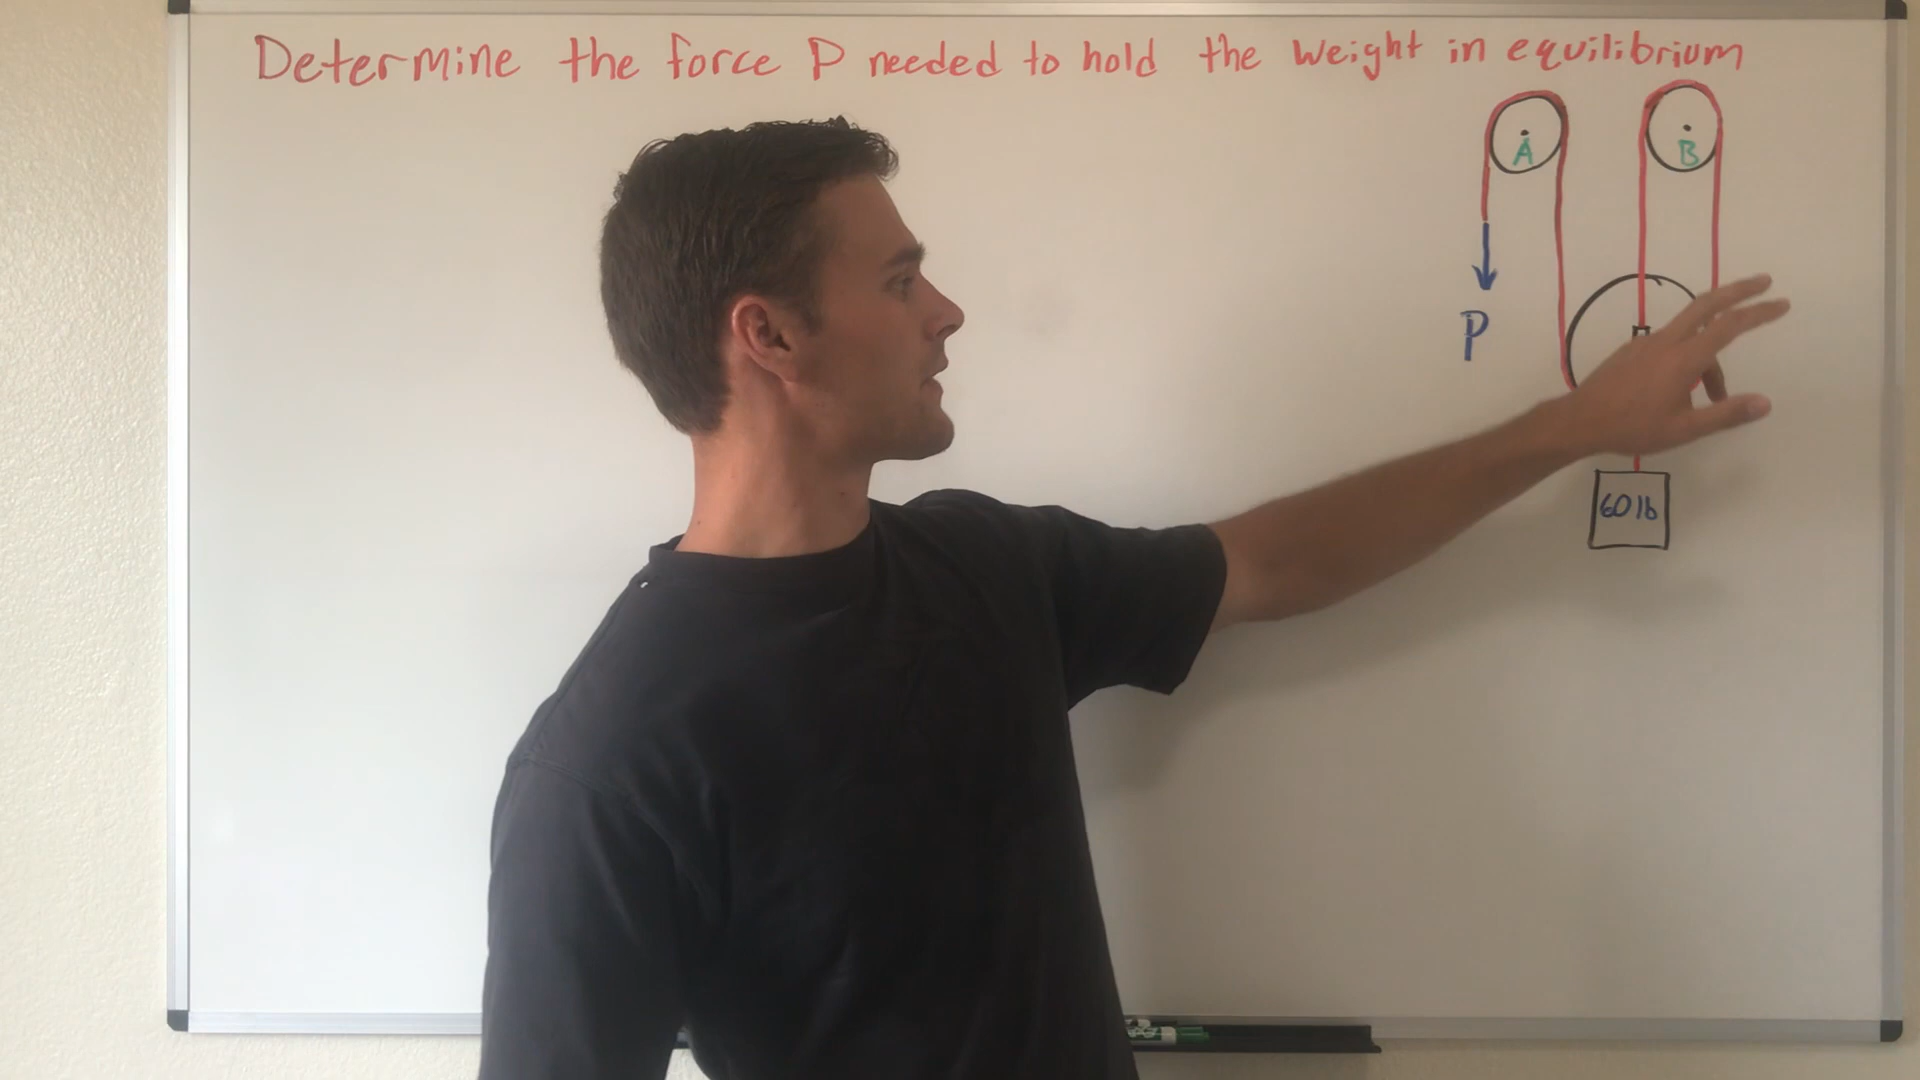 Determine the force P needed to hold the weight in equilibrium
A
B
P
60 lb